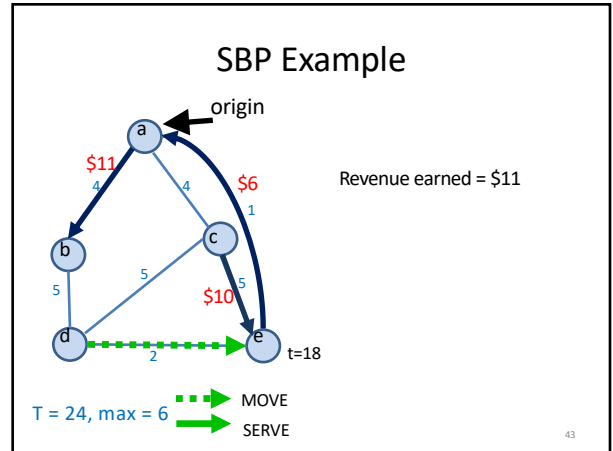 SBP Example
origin
a
$11
4
4
$6
1
Revenue earned = $11
b
c
5
5
5
$10
d
2
e
t=18
T = 24, max = 6
MOVE
SERVE
43